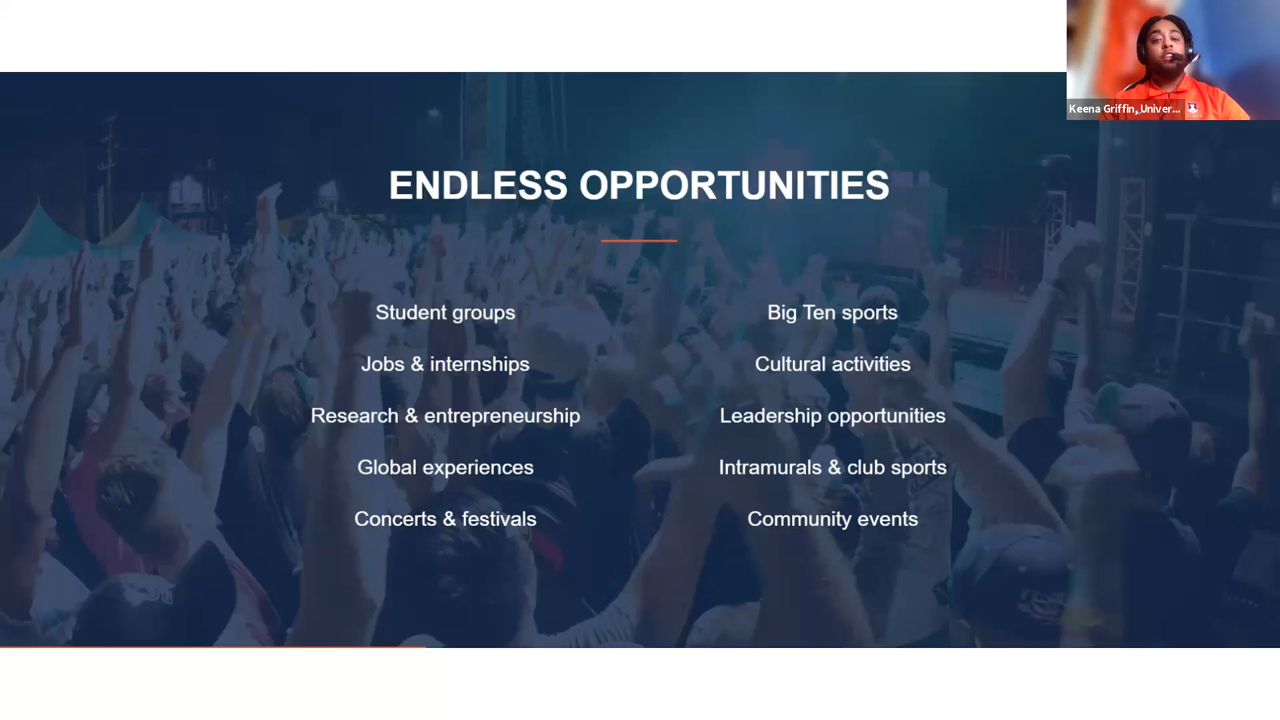 Keena Griffin, Univer...
ENDLESS OPPORTUNITIES
Student groups
Jobs & internships
Research & entrepreneurship
Global experiences
Concerts & festivals
Big Ten sports
Cultural activities
Leadership opportunities
Intramurals & club sports
Community events